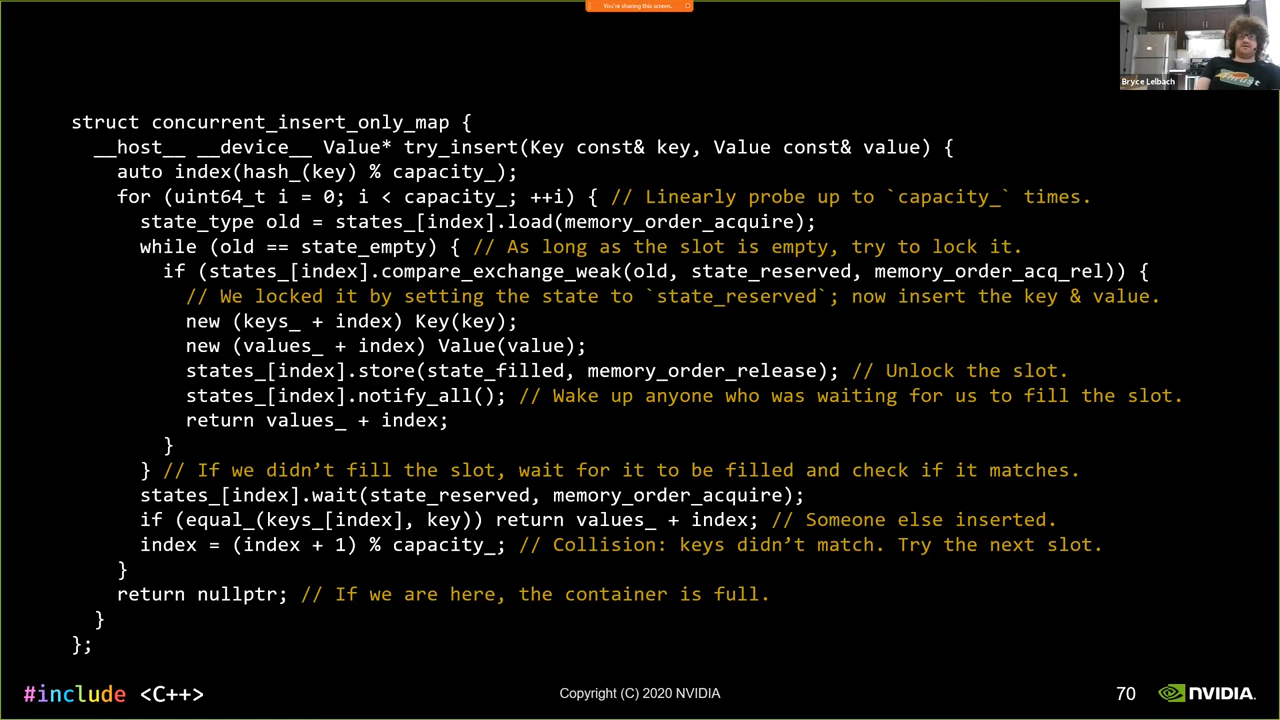 You're sharing this screen.
Bryce Lelbach
struct concurrent_insert_only_map {
  __host__ __device__ Value* try_insert(Key const& key, Value const& value) {
    auto index(hash_(key) % capacity_);
    for (uint64_t i = 0; i < capacity_; ++i) { // Linearly probe up to `capacity_` times.
      state_type old = states_[index].load(memory_order_acquire);
      while (old == state_empty) { // As long as the slot is empty, try to lock it.
        if (states_[index].compare_exchange_weak(old, state_reserved, memory_order_acq_rel)) {
          // We locked it by setting the state to `state_reserved`; now insert the key & value.
          new (keys_ + index) Key(key);
          new (values_ + index) Value(value);
          states_[index].store(state_filled, memory_order_release); // Unlock the slot.
          states_[index].notify_all(); // Wake up anyone who was waiting for us to fill the slot.
          return values_ + index;
        }
      } // If we didn’t fill the slot, wait for it to be filled and check if it matches.
      states_[index].wait(state_reserved, memory_order_acquire);
      if (equal_(keys_[index], key)) return values_ + index; // Someone else inserted.
      index = (index + 1) % capacity_; // Collision: keys didn’t match. Try the next slot.
    }
    return nullptr; // If we are here, the container is full.
  }
};
#include <C++>
Copyright (C) 2020 NVIDIA
70
NVIDIA.